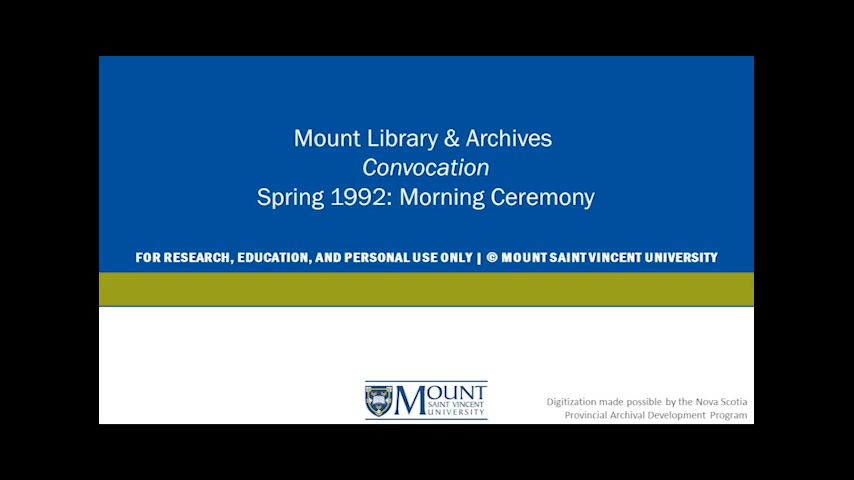 Mount Library & Archives
Convocation
Spring 1992: Morning Ceremony
FOR RESEARCH, EDUCATION, AND PERSONAL USE ONLY | © MOUNT SAINT VINCENT UNIVERSITY
MOUNT
SAINT VINCENT
UNIVERSITY
Digitization made possible by the Nova Scotia
Provincial Archival Development Program